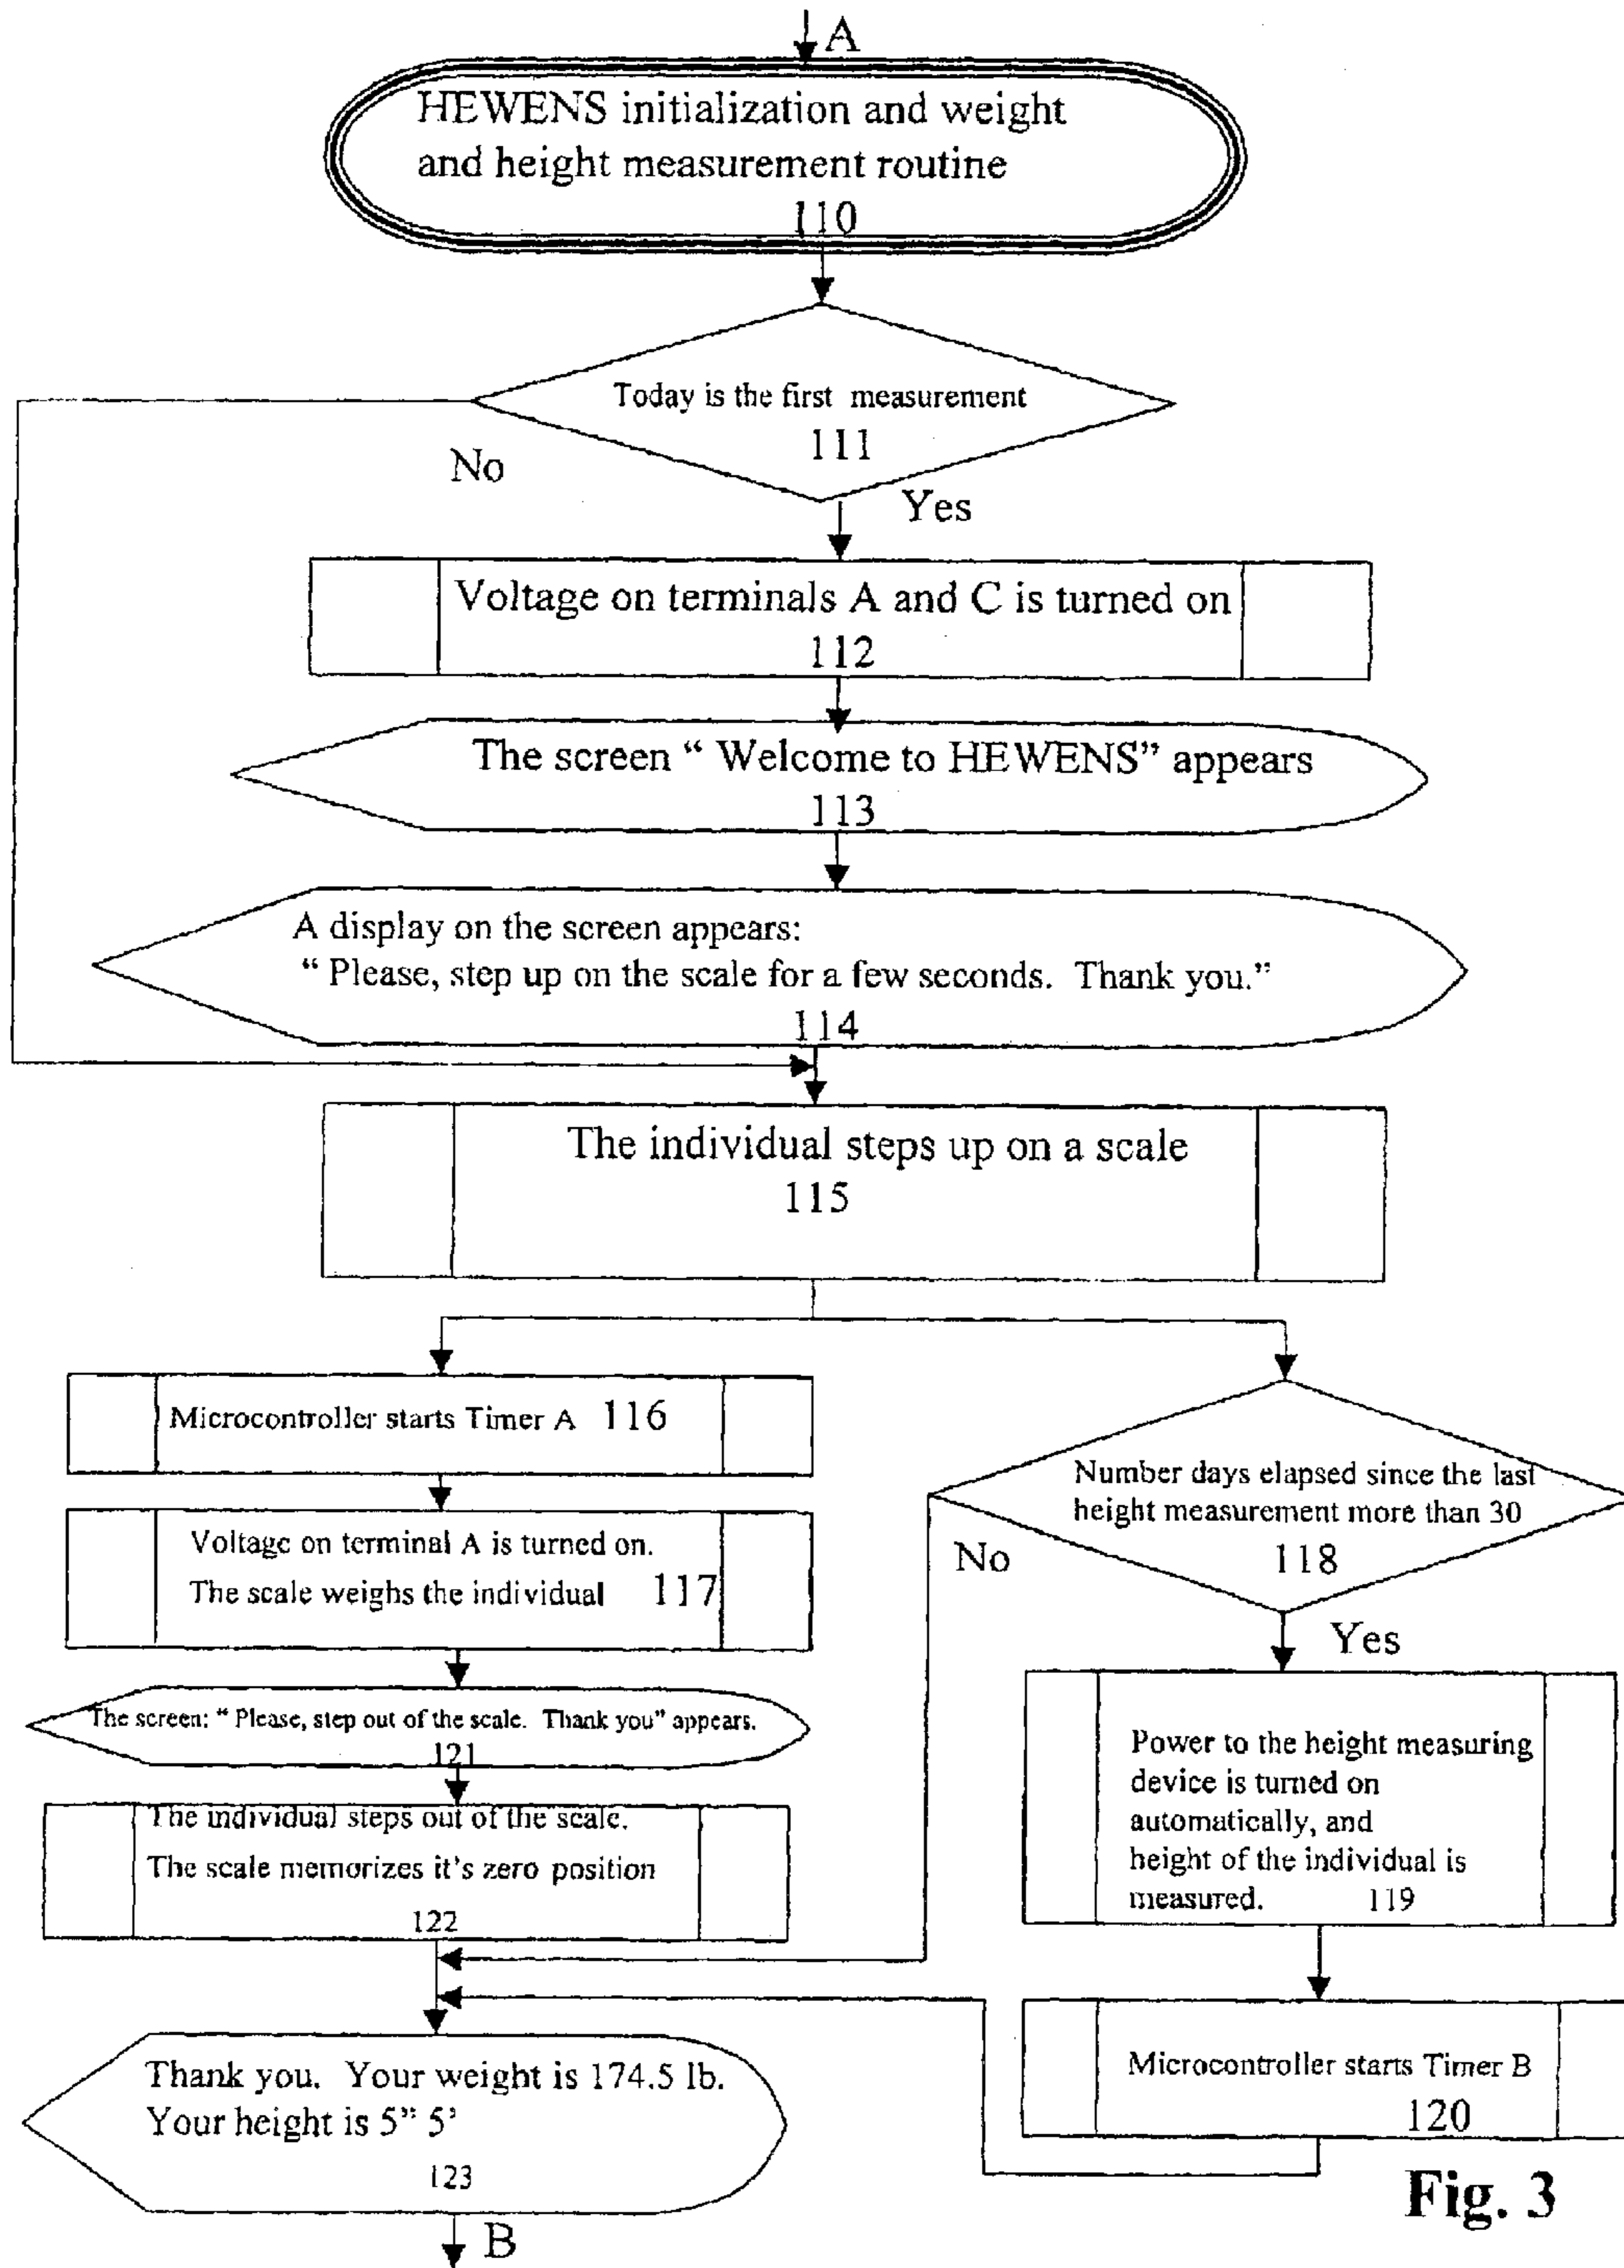 A
HEWENS initialization and weight
and height measurement routine
110
Today is the first measurement
111
No
Yes
Voltage on terminals A and C is turned on
112
The screen “ Welcome to HEWENS” appears
113
A display on the screen appears:
“ Please, step up on the scale for a few seconds. Thank you.”
114
The individual steps up on a scale
115
Microcontroller starts Timer A 116
Voltage on terminal A is turned on.
The scale weighs the individual 117
The screen: “ Please, step out of the scale. Thank you” appears.
121
The individual steps out of the scale.
The scale memorizes it's zero position
122
Number days elapsed since the last
height measurement more than 30
118
No
Yes
Power to the height measuring
device is turned on
automatically, and
height of the individual is
measured. 119
Microcontroller starts Timer B
120
Thank you. Your weight is 174.5 lb.
Your height is 5” 5’
123
B
Fig. 3